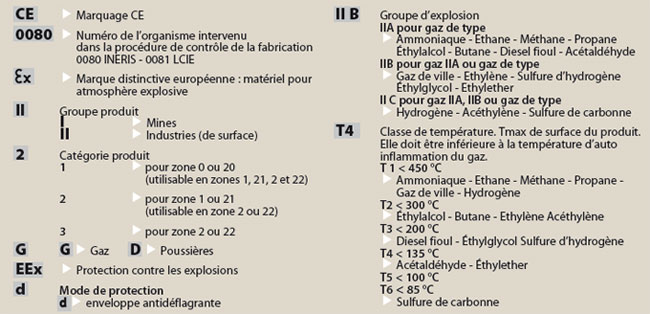 CE Marquage CE
0080 Numéro de l'organisme intervenu
dans la procédure de contrôle de la fabrication
0080 INERIS - 0081 LCIE
Ex Marque distinctive européenne : matériel pour
atmosphère explosive
II Groupe produit
I Mines
II Industries (de surface)
2 Catégorie produit
1 pour zone 0 ou 20
(utilisable en zones 1, 21, 2 et 22)
2 pour zone 1 ou 21
(utilisable en zone 2 ou 22)
3 pour zone 2 ou 22
G G Gaz D Poussières
EEx Protection contre les explosions
d Mode de protection
d enveloppe antidéflagrante
II B Groupe d'explosion
IIA pour gaz de type
Ammoniaque - Ethane - Méthane - Propane
Éthylalcol - Butane - Diesel fioul - Acétaldéhyde
IIB pour gaz IIA ou gaz de type
Gaz de ville - Ethylène - Sulfure d'hydrogène
Éthylglycol - Ethylether
II C pour gaz IIA, IIB ou gaz de type
Hydrogène - Acéthylène - Sulfure de carbonne
T4 Classe de température. Tmax de surface du produit.
Elle doit être inférieure à la température d'auto
inflammation du gaz.
T 1 < 450 °C
Ammoniaque - Ethane - Méthane - Propane -
Gaz de ville - Hydrogène
T2 < 300 °C
Éthylalcol - Butane - Ethylène Acéthylène
T3 < 200 °C
Diesel fioul - Éthylglycol Sulfure d'hydrogène
T4 < 135 °C
Acétaldéhyde - Éthylether
T5 < 100 °C
T6 < 85 °C
Sulfure de carbonne